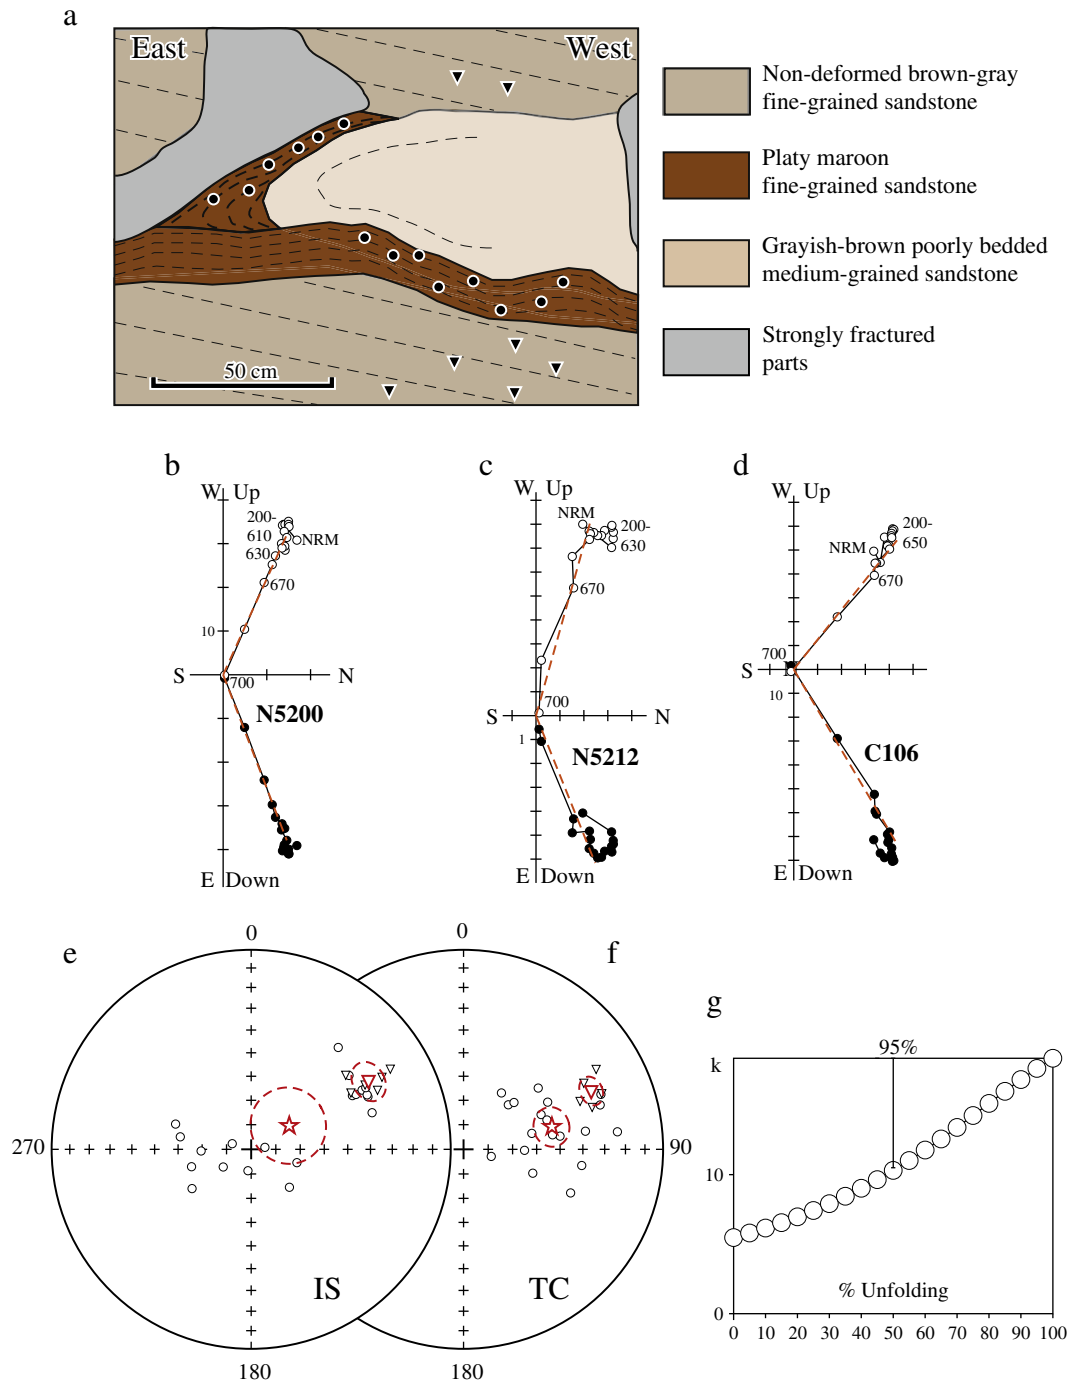 a
East
West
50 cm
Non-deformed brown-gray
fine-grained sandstone
Platy maroon
fine-grained sandstone
Grayish-brown poorly bedded
medium-grained sandstone
Strongly fractured
parts
b
W Up
200-
610
NRM
630
670
10
S
N
700
N5200
E Down
c
W Up
NRM
200-
630
670
700
S
N
1
N5212
E Down
d
W Up
200-
650
NRM
670
700
S
N
10
C106
E Down
e
0
270
IS
180
f
0
90
TC
180
g
95%
k
10
0
% Unfolding
0 10 20 30 40 50 60 70 80 90 100